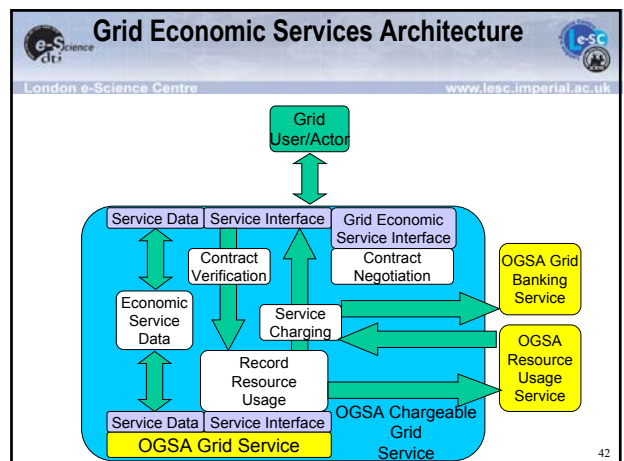 Grid Economic Services Architecture
e-Science
dti
e-SC
London e-Science Centre
www.lesc.imperial.ac.uk
Grid
User/Actor
Service Data
Service Interface
Grid Economic
Service Interface
Contract
Verification
Contract
Negotiation
OGSA Grid
Banking
Service
Economic
Service
Data
Service
Charging
OGSA
Resource
Usage
Service
Record
Resource
Usage
Service Data
Service Interface
OGSA Chargeable
Grid
Service
OGSA Grid Service
42